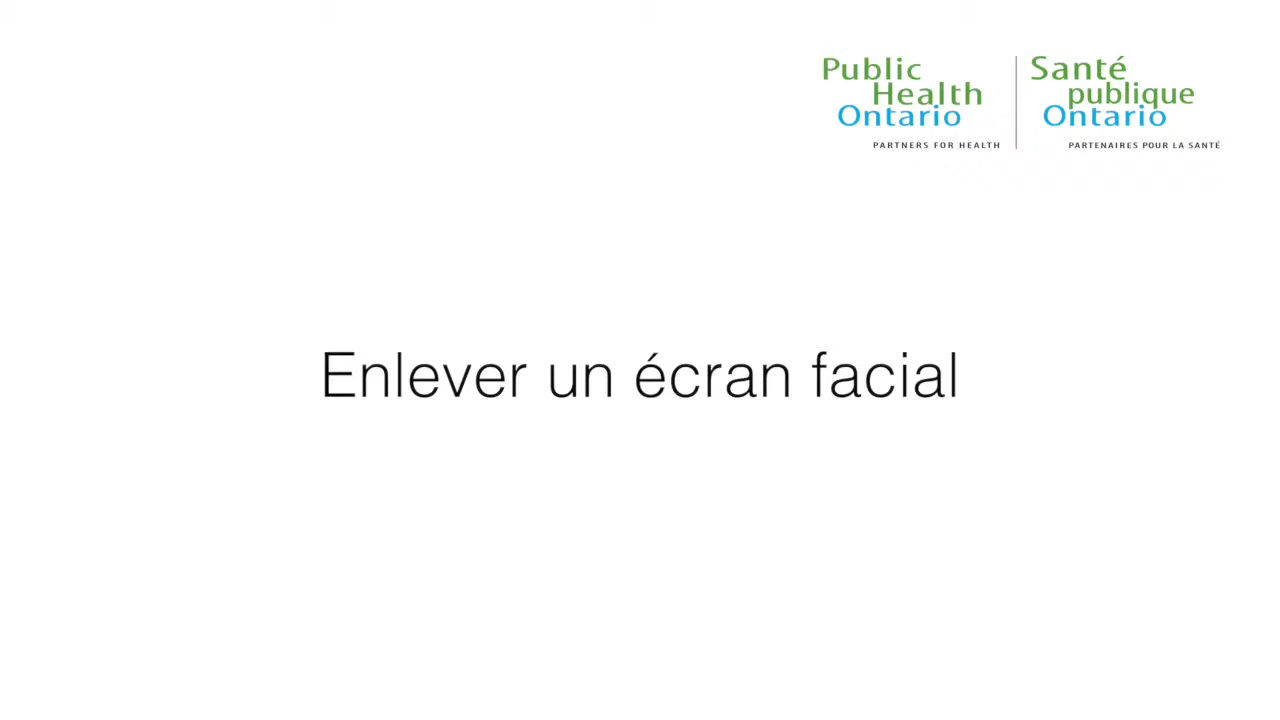 Public
Health
Ontario
PARTNERS FOR HEALTH
Santé
publique
Ontario
PARTENAIRES POUR LA SANTÉ
Enlever un écran facial